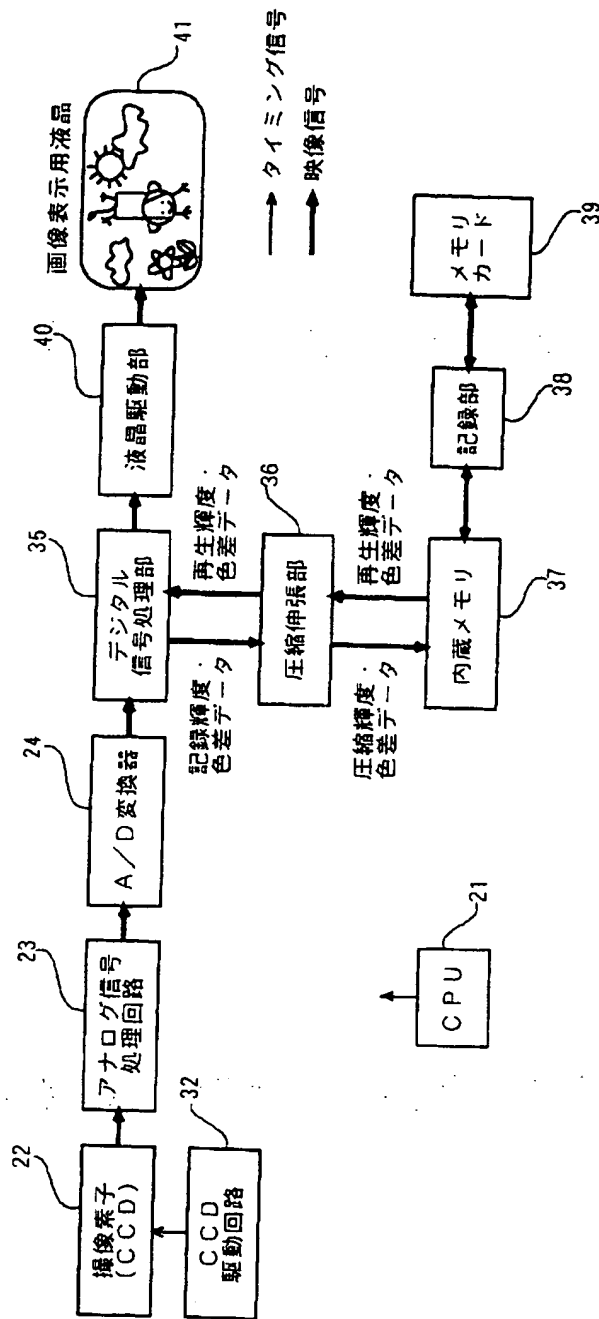 22
撮像素子
(CCD)
32
CCD
駆動回路
23
アナログ信号
処理回路
24
A/D変換器
35
デジタル
信号処理部
40
液晶駆動部
画像表示用液晶
41
タイミング信号
映像信号
記録輝度・
色差データ
再生輝度・
色差データ
36
圧縮伸張部
圧縮輝度・
色差データ
再生輝度・
色差データ
内蔵メモリ
37
記録部
38
メモリ
カード
39
21
CPU